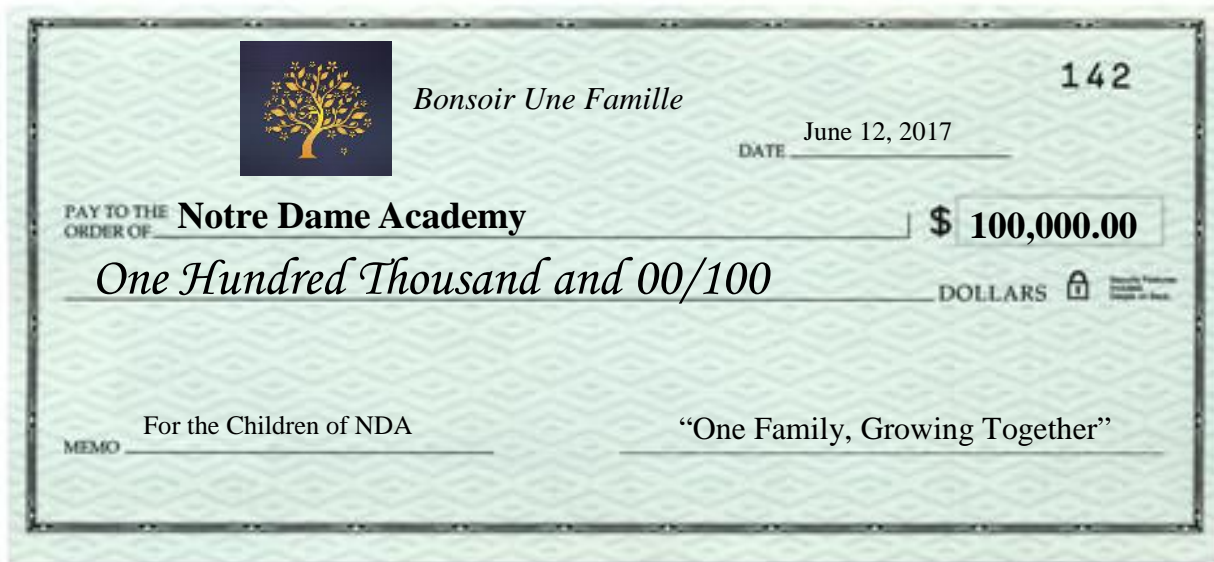 142
Bonsoir Une Famille
June 12, 2017
DATE
PAY TO THE
ORDER OF
Notre Dame Academy
$ 100,000.00
One Hundred Thousand and 00/100
DOLLARS
For the Children of NDA
MEMO
“One Family, Growing Together”